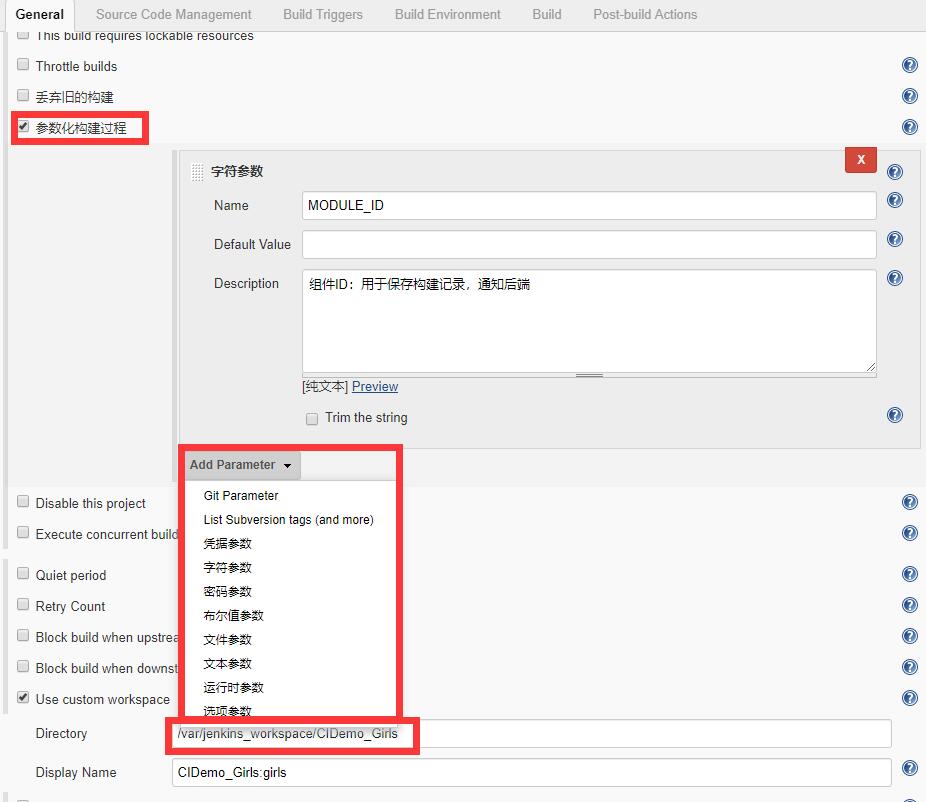 General Source Code Management Build Triggers Build Environment Build Post-build Actions
This build requires lockable resources
Throttle builds
丢弃旧的构建
参数化构建过程
X
字符参数
Name MODULE_ID
Default Value
Description 组件ID：用于保存构建记录，通知后端
[纯文本] Preview
Trim the string
Add Parameter
Git Parameter
List Subversion tags (and more)
凭据参数
字符参数
密码参数
布尔值参数
文件参数
文本参数
运行时参数
选项参数
Disable this project
Execute concurrent build
Quiet period
Retry Count
Block build when upstrea
Block build when downst
Use custom workspace
Directory /var/jenkins_workspace/CIDemo_Girls
Display Name CIDemo_Girls:girls